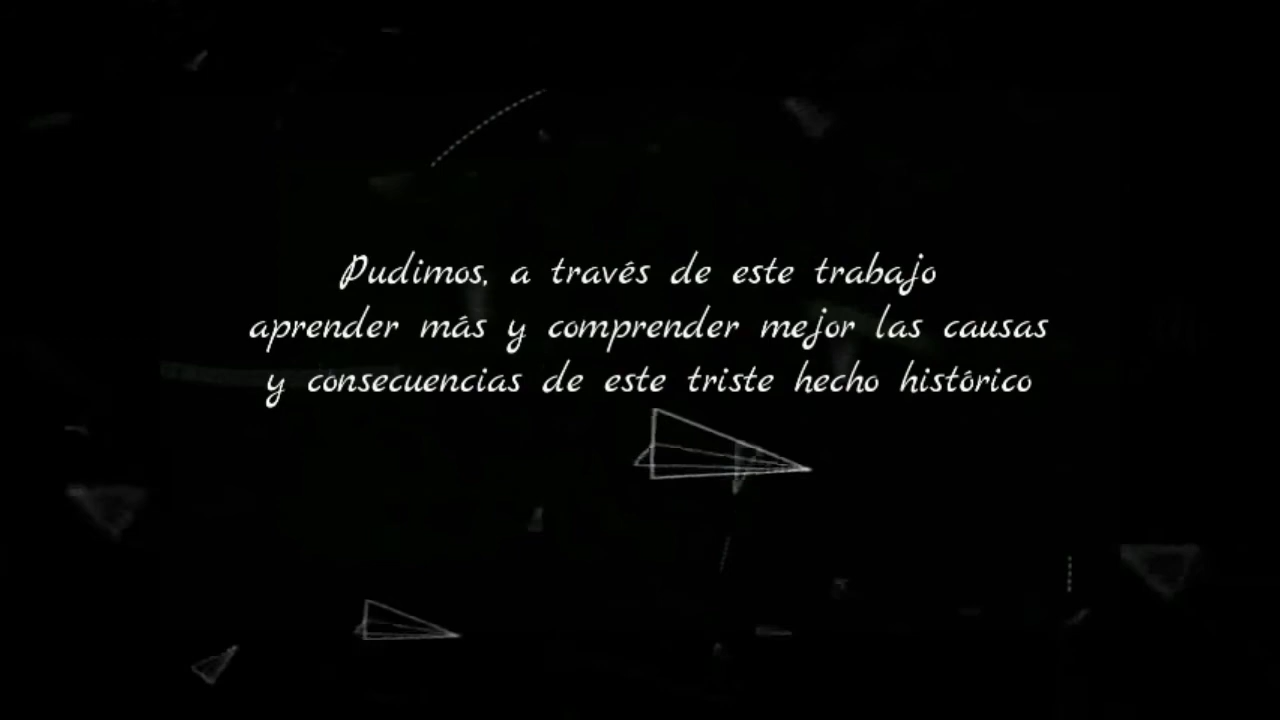 Pudimos, a través de este trabajo
aprender más y comprender mejor las causas
y consecuencias de este triste hecho histórico